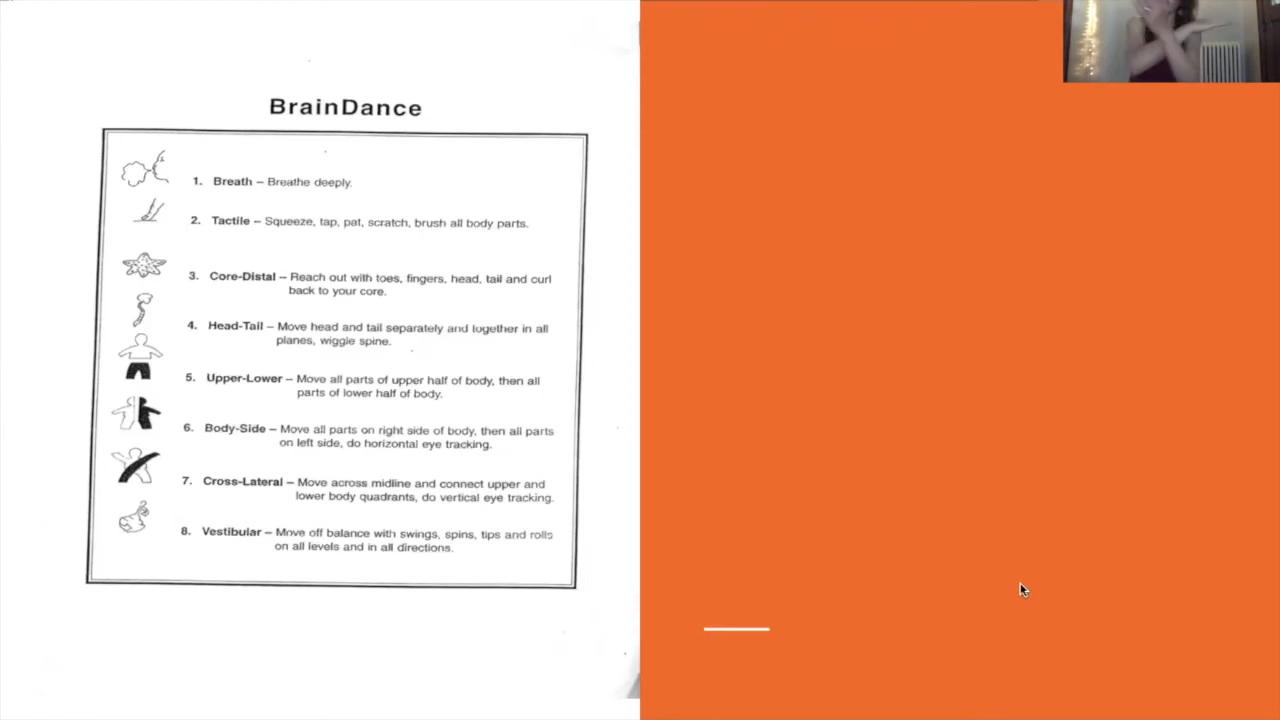 BrainDance
1. Breath – Breathe deeply.
2. Tactile – Squeeze, tap, pat, scratch, brush all body parts.
3. Core-Distal – Reach out with toes, fingers, head, tail and curl
back to your core.
4. Head-Tail – Move head and tail separately and together in all
planes, wiggle spine.
5. Upper-Lower – Move all parts of upper half of body, then all
parts of lower half of body.
6. Body-Side – Move all parts on right side of body, then all parts
on left side, do horizontal eye tracking.
7. Cross-Lateral – Move across midline and connect upper and
lower body quadrants, do vertical eye tracking.
8. Vestibular – Move off balance with swings, spins, tips and rolls
on all levels and in all directions.